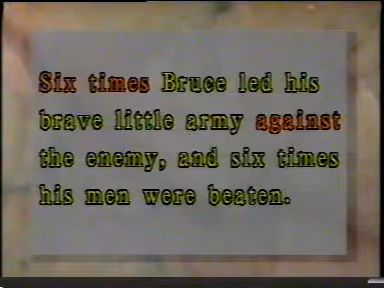 Six times Bruce led his
brave little army against
the enemy, and six times
his men were beaten.